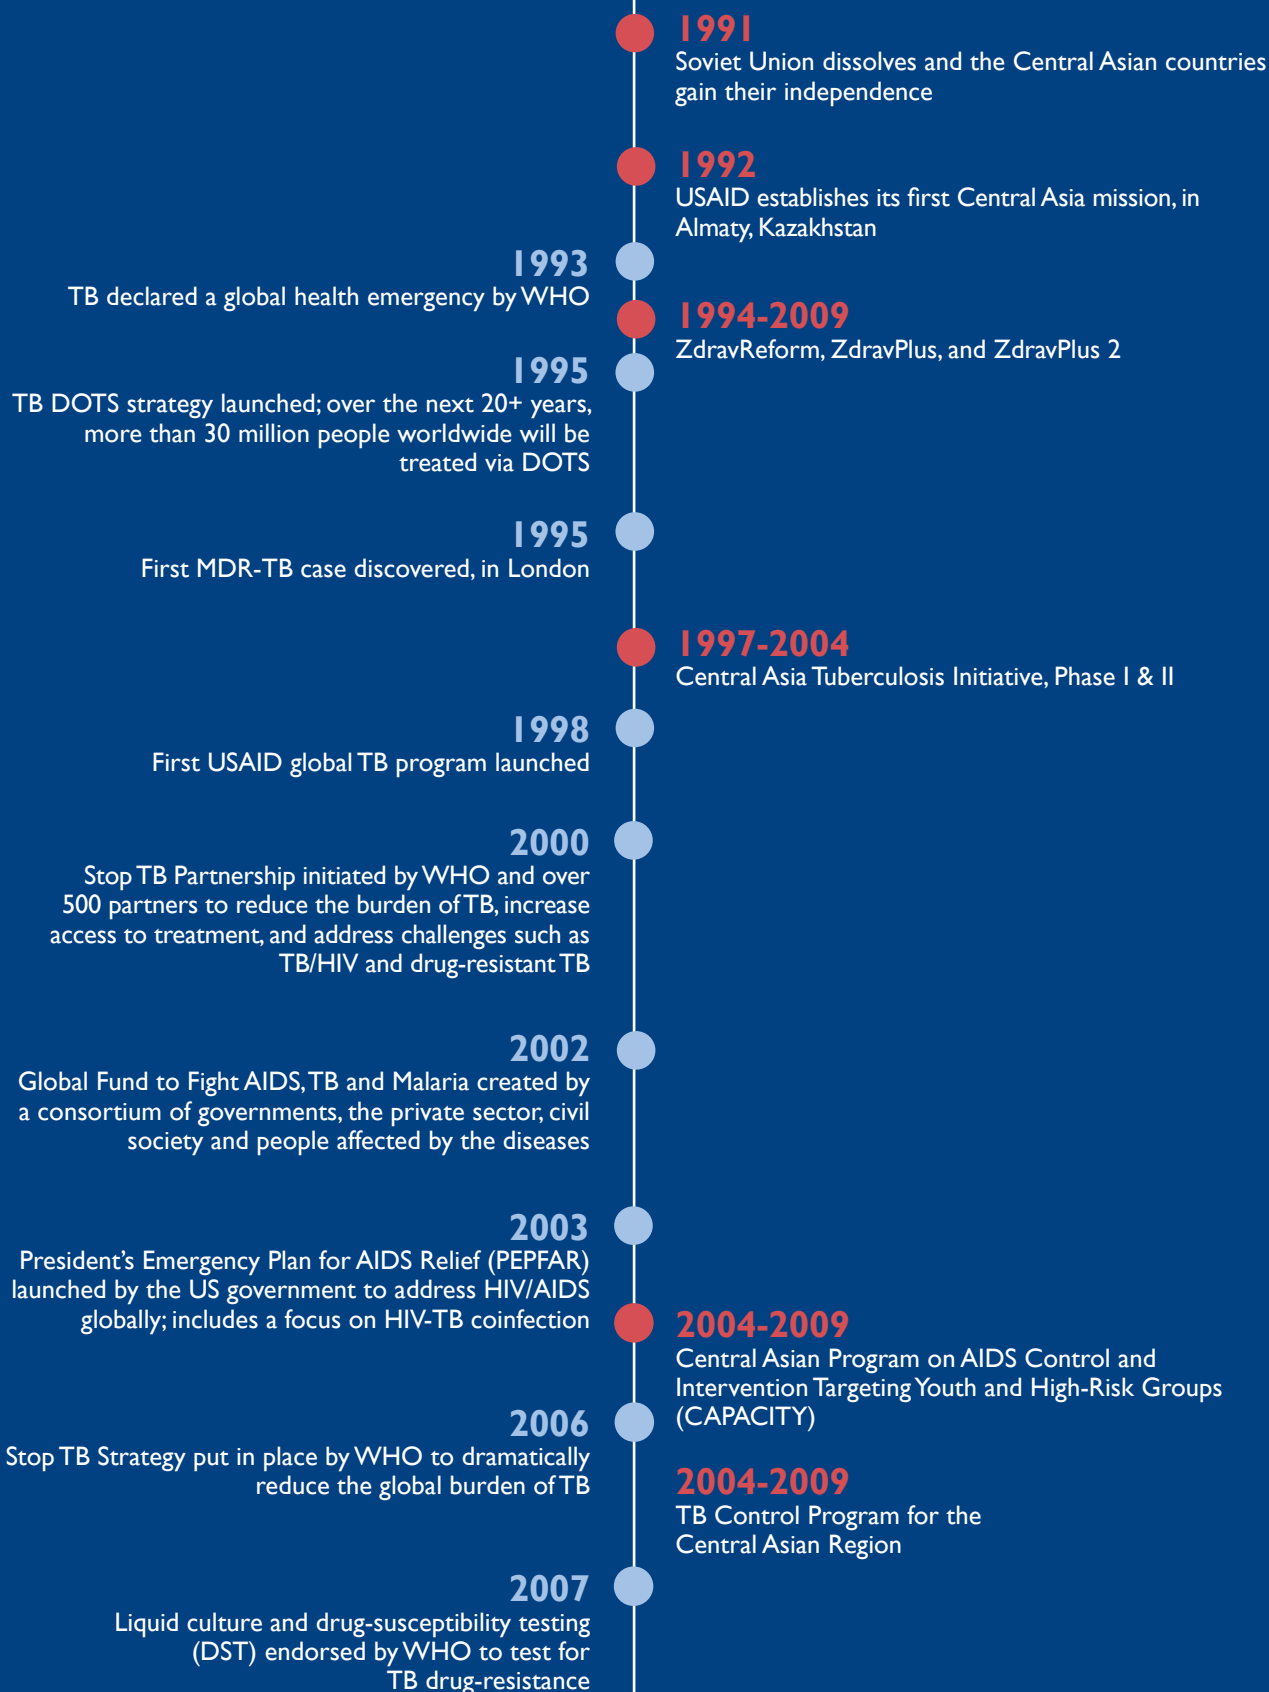 1991
Soviet Union dissolves and the Central Asian countries
gain their independence
1992
USAID establishes its first Central Asia mission, in
Almaty, Kazakhstan
1993
TB declared a global health emergency by WHO
1994-2009
ZdravReform, ZdravPlus, and ZdravPlus 2
1995
TB DOTS strategy launched; over the next 20+ years,
more than 30 million people worldwide will be
treated via DOTS
1995
First MDR-TB case discovered, in London
1997-2004
Central Asia Tuberculosis Initiative, Phase I & II
1998
First USAID global TB program launched
2000
Stop TB Partnership initiated by WHO and over
500 partners to reduce the burden of TB, increase
access to treatment, and address challenges such as
TB/HIV and drug-resistant TB
2002
Global Fund to Fight AIDS, TB and Malaria created by
a consortium of governments, the private sector, civil
society and people affected by the diseases
2003
President’s Emergency Plan for AIDS Relief (PEPFAR)
launched by the US government to address HIV/AIDS
globally; includes a focus on HIV-TB coinfection
2004-2009
Central Asian Program on AIDS Control and
Intervention Targeting Youth and High-Risk Groups
(CAPACITY)
2006
Stop TB Strategy put in place by WHO to dramatically
reduce the global burden of TB
2004-2009
TB Control Program for the
Central Asian Region
2007
Liquid culture and drug-susceptibility testing
(DST) endorsed by WHO to test for
TB drug-resistance